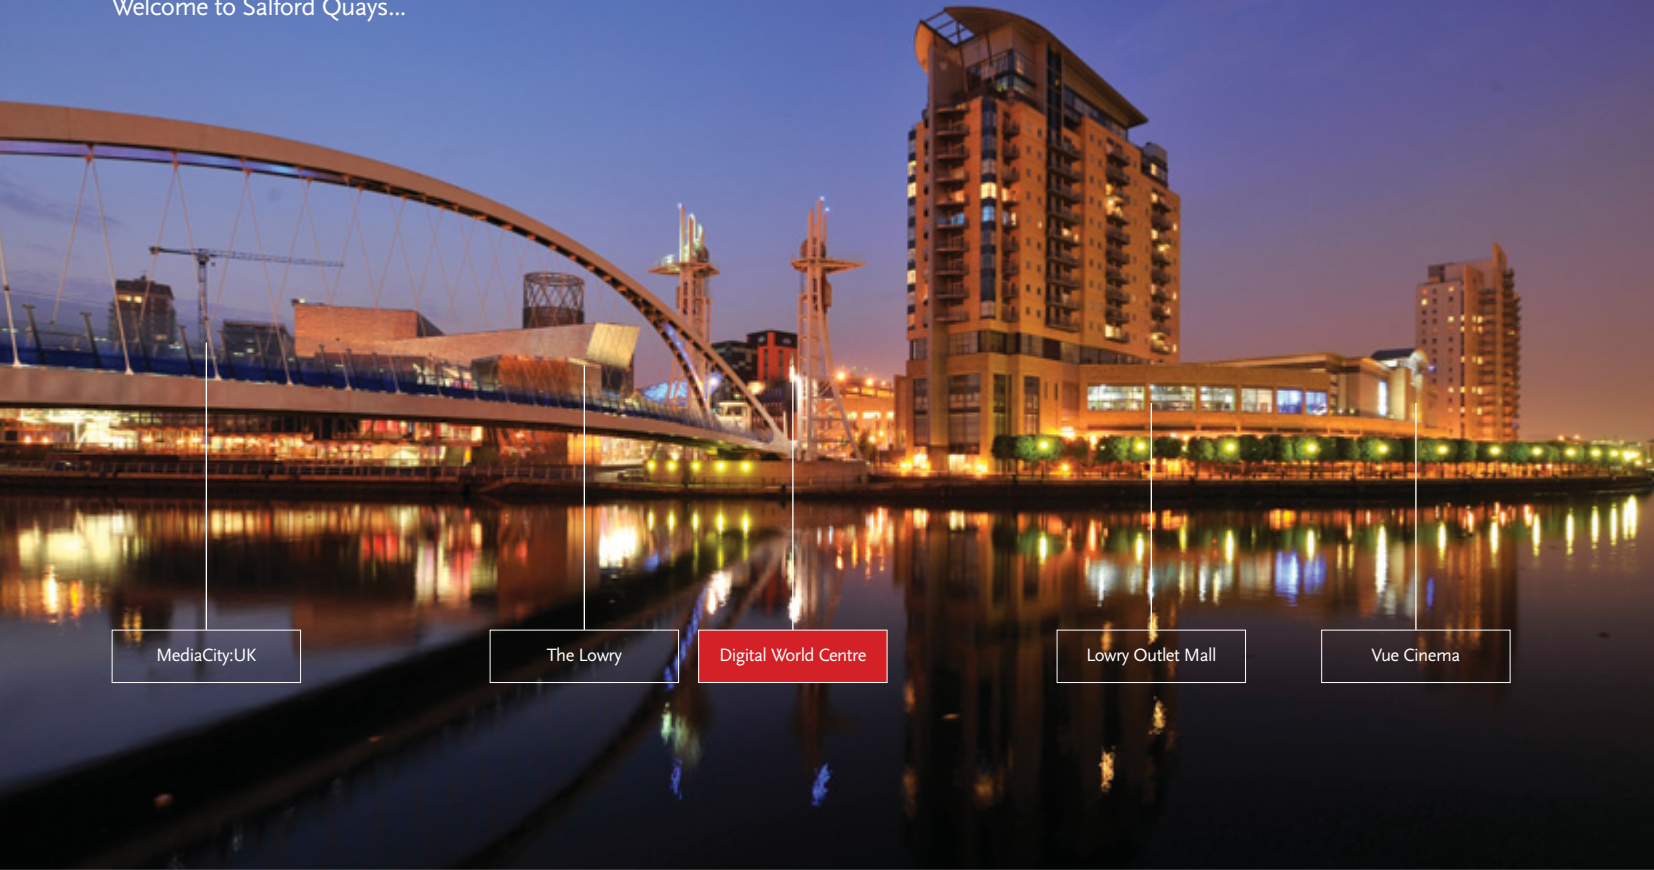 Welcome to Salford Quays...
MediaCity:UK
The Lowry
Digital World Centre
Lowry Outlet Mall
Vue Cinema